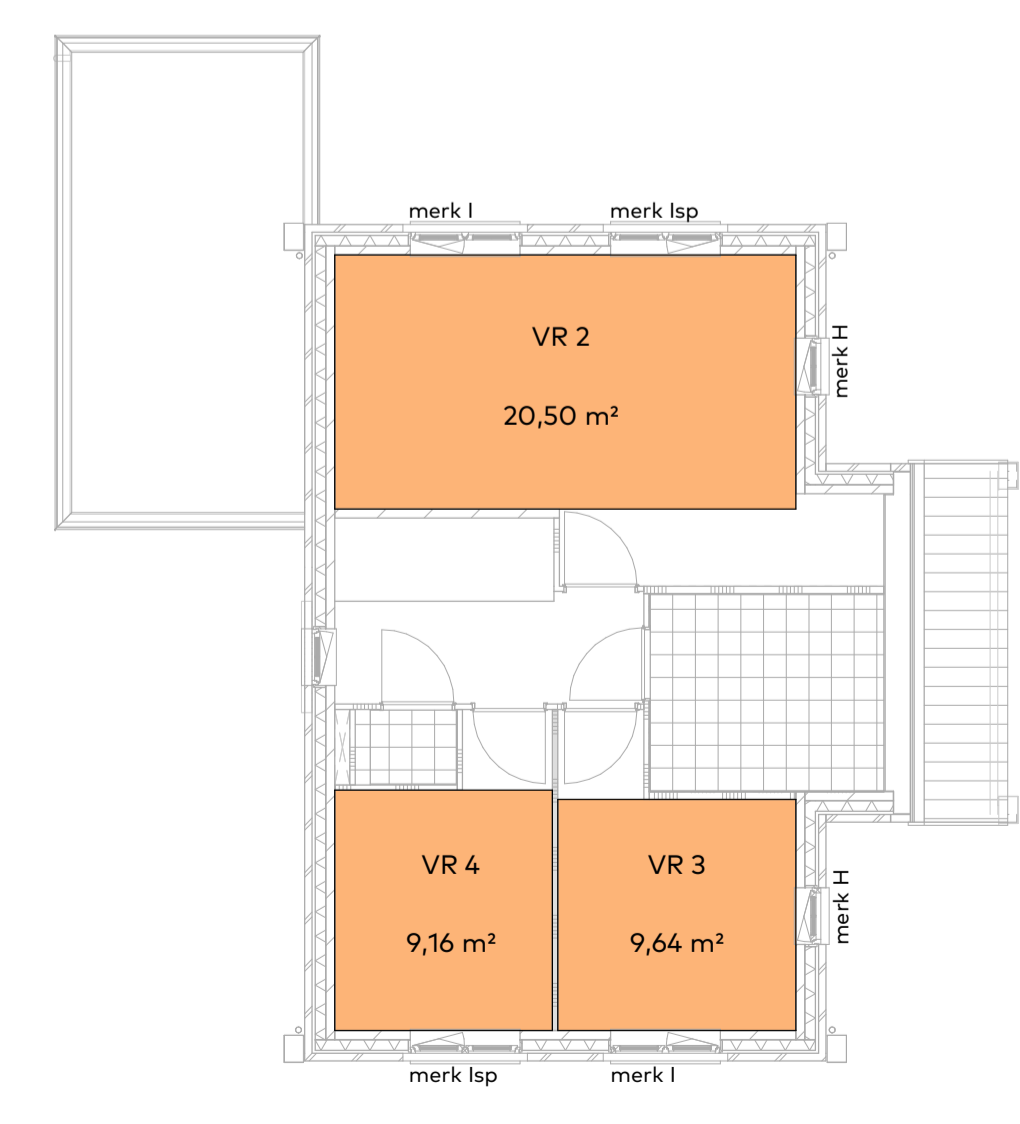 merk I
merk Isp
VR 2
20,50 m²
merk H
VR 4
9,16 m²
VR 3
9,64 m²
merk H
merk Isp
merk I